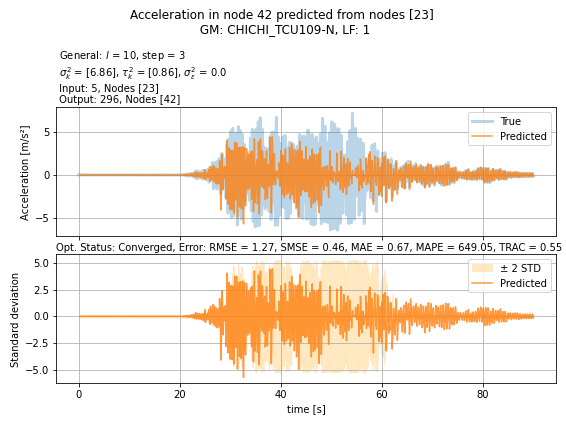 Acceleration in node 42 predicted from nodes [23]
GM: CHICHI_TCU109-N, LF: 1
General: l = 10, step = 3
σ²ₖ = [6.86], τ²ₖ = [0.86], σ²ε = 0.0
Input: 5, Nodes [23]
Output: 296, Nodes [42]
Acceleration [m/s²]
5
0
−5
True
Predicted
Opt. Status: Converged, Error: RMSE = 1.27, SMSE = 0.46, MAE = 0.67, MAPE = 649.05, TRAC = 0.55
Standard deviation
5.0
2.5
0.0
−2.5
−5.0
± 2 STD
Predicted
0 20 40 60 80
time [s]